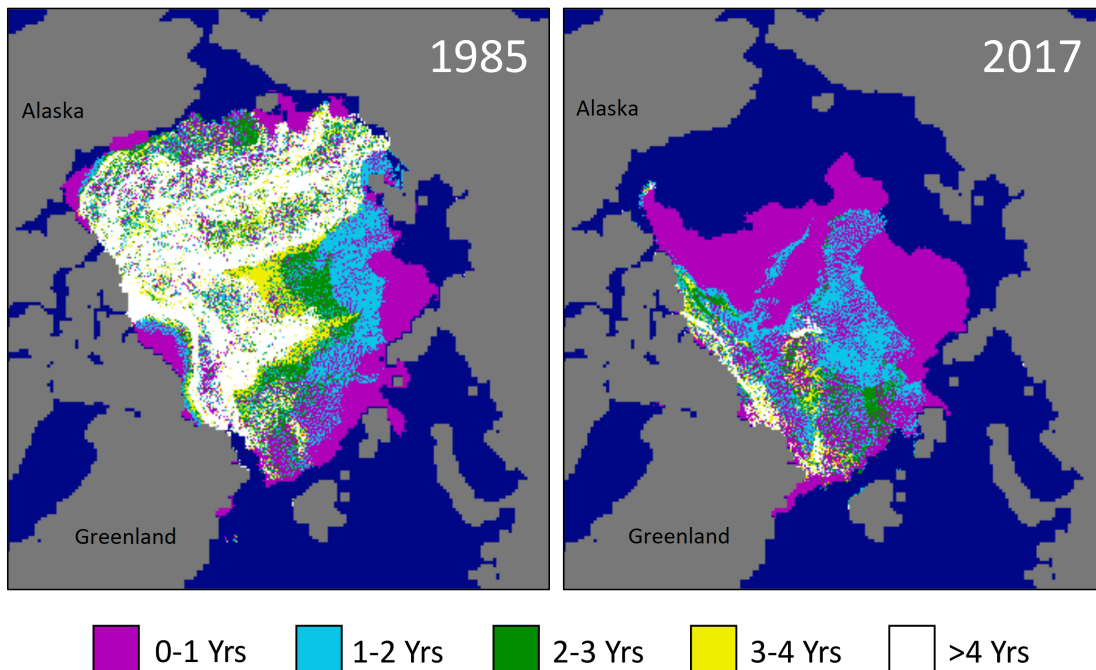 1985
2017
Alaska
Alaska
Greenland
Greenland
0-1 Yrs
1-2 Yrs
2-3 Yrs
3-4 Yrs
>4 Yrs